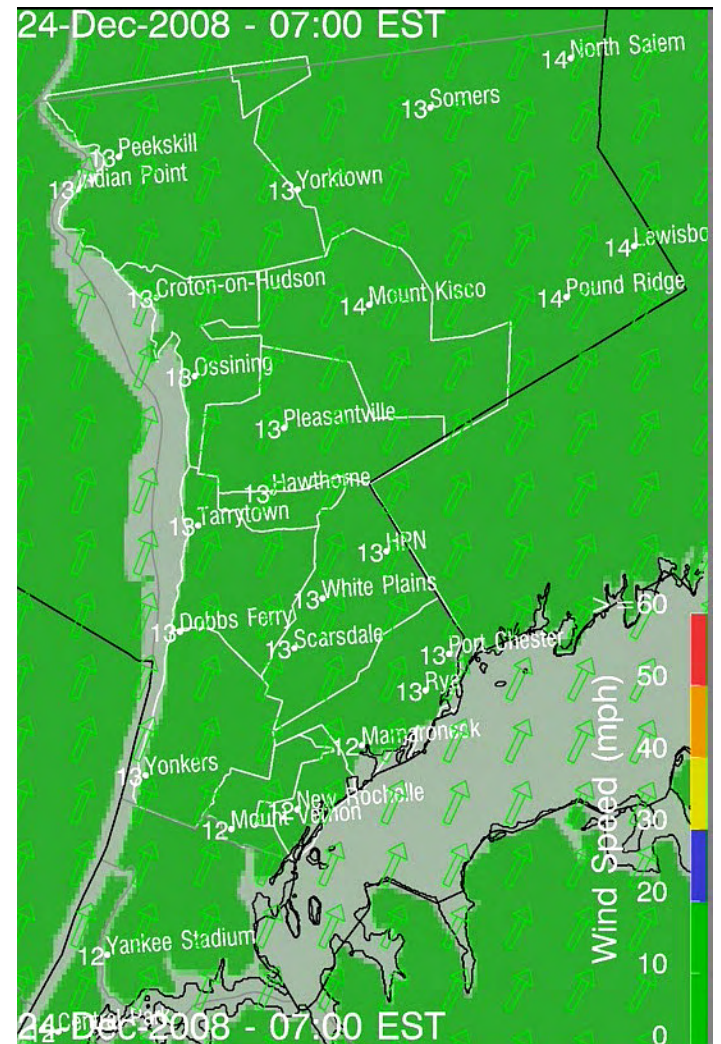 24-Dec-2008 - 07:00 EST
14 North Salem
13 Somers
13 Peekskill
13 Indian Point
13 Yorktown
14 Lewisbo
13 Croton-on-Hudson
14 Mount Kisco
14 Pound Ridge
13 Ossining
13 Pleasantville
13 Hawthorne
13 Tarrytown
13 HPN
13 White Plains
13 Dobbs Ferry
13 Scarsdale
13 Port Chester
13 Rye
12 Mamaroneck
13 Yonkers
12 New Rochelle
12 Mount Vernon
12 Yankee Stadium
>=60
50
40
30
20
10
0
Wind Speed (mph)
24-Dec-2008 - 07:00 EST